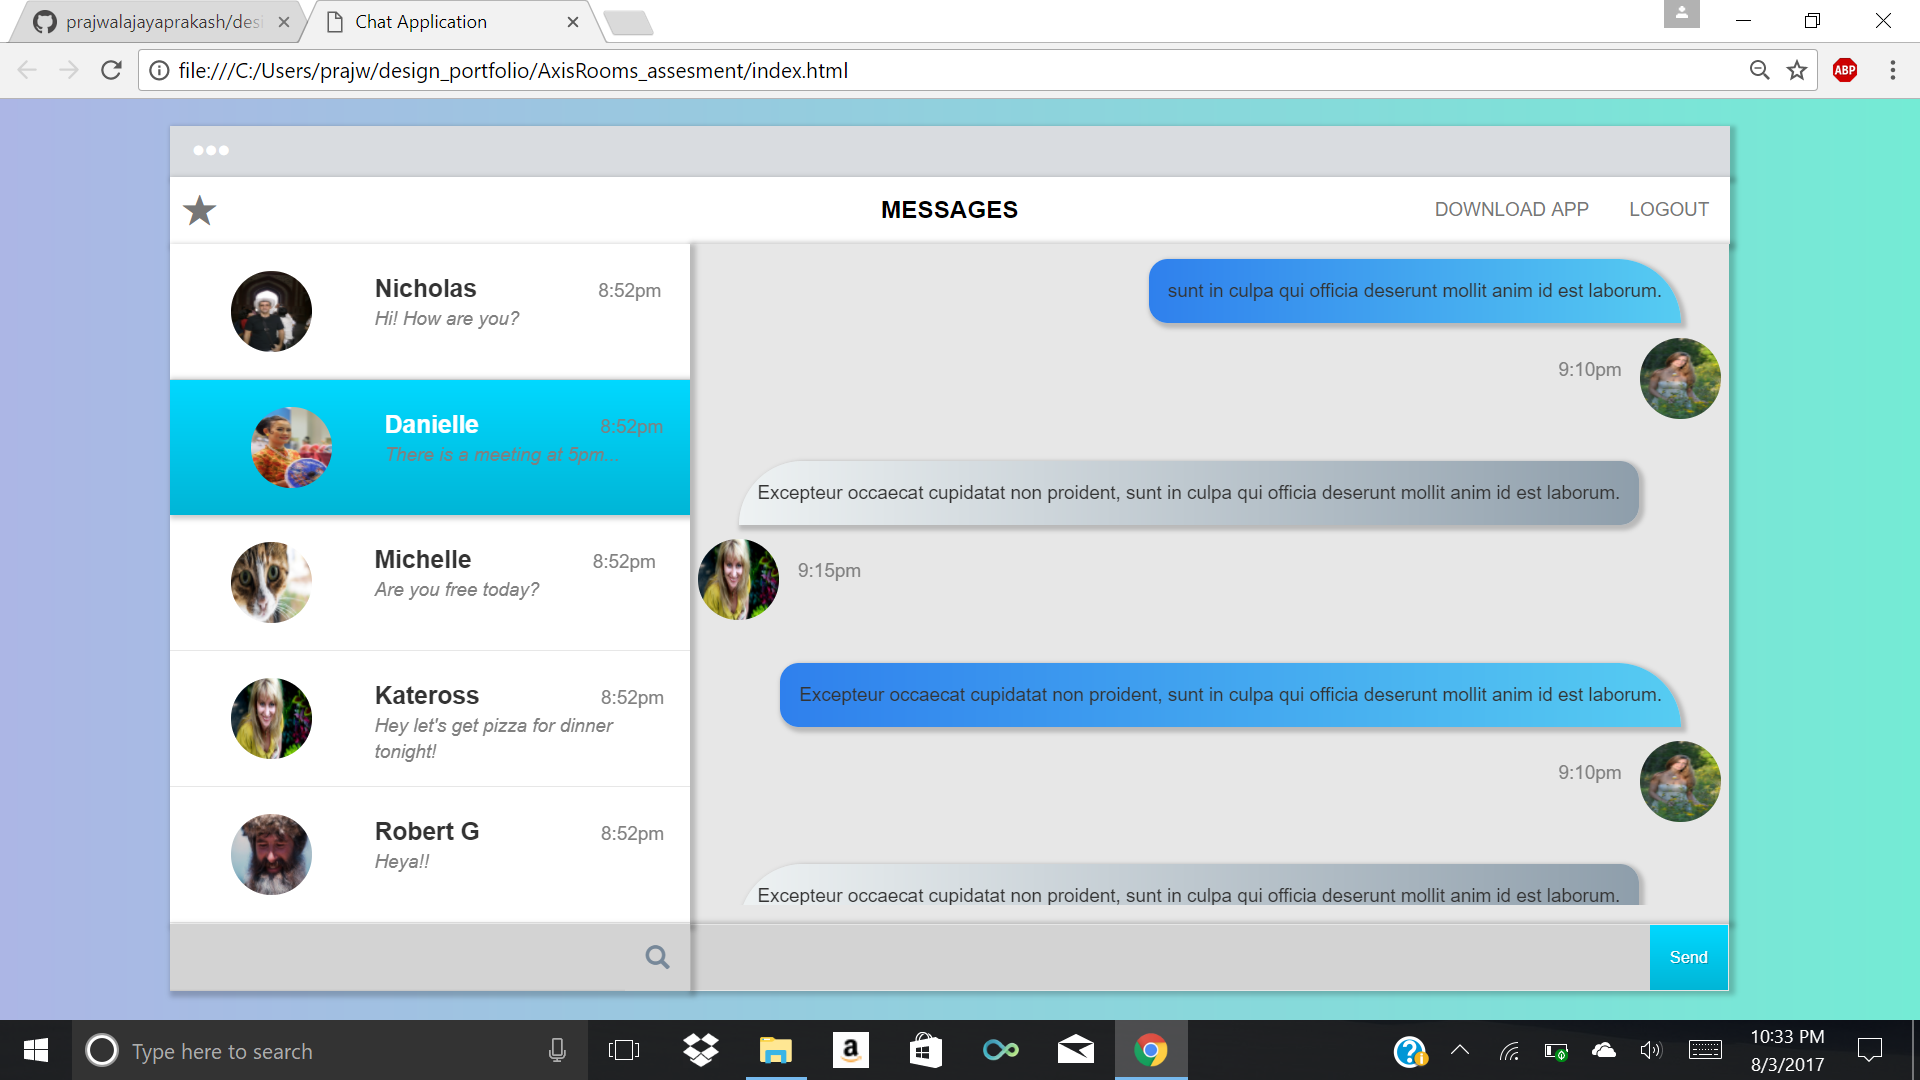 prajwalajayaprakash/des
Chat Application
file:///C:/Users/prajw/design_portfolio/AxisRooms_assesment/index.html
ABP
MESSAGES
DOWNLOAD APP
LOGOUT
Nicholas
8:52pm
Hi! How are you?
Danielle
8:52pm
There is a meeting at 5pm...
Michelle
8:52pm
Are you free today?
Kateross
8:52pm
Hey let's get pizza for dinner
tonight!
Robert G
8:52pm
Heya!!
sunt in culpa qui officia deserunt mollit anim id est laborum.
9:10pm
Excepteur occaecat cupidatat non proident, sunt in culpa qui officia deserunt mollit anim id est laborum.
9:15pm
Excepteur occaecat cupidatat non proident, sunt in culpa qui officia deserunt mollit anim id est laborum.
9:10pm
Excepteur occaecat cupidatat non proident, sunt in culpa qui officia deserunt mollit anim id est laborum.
Send
Type here to search
a
?
10:33 PM
8/3/2017